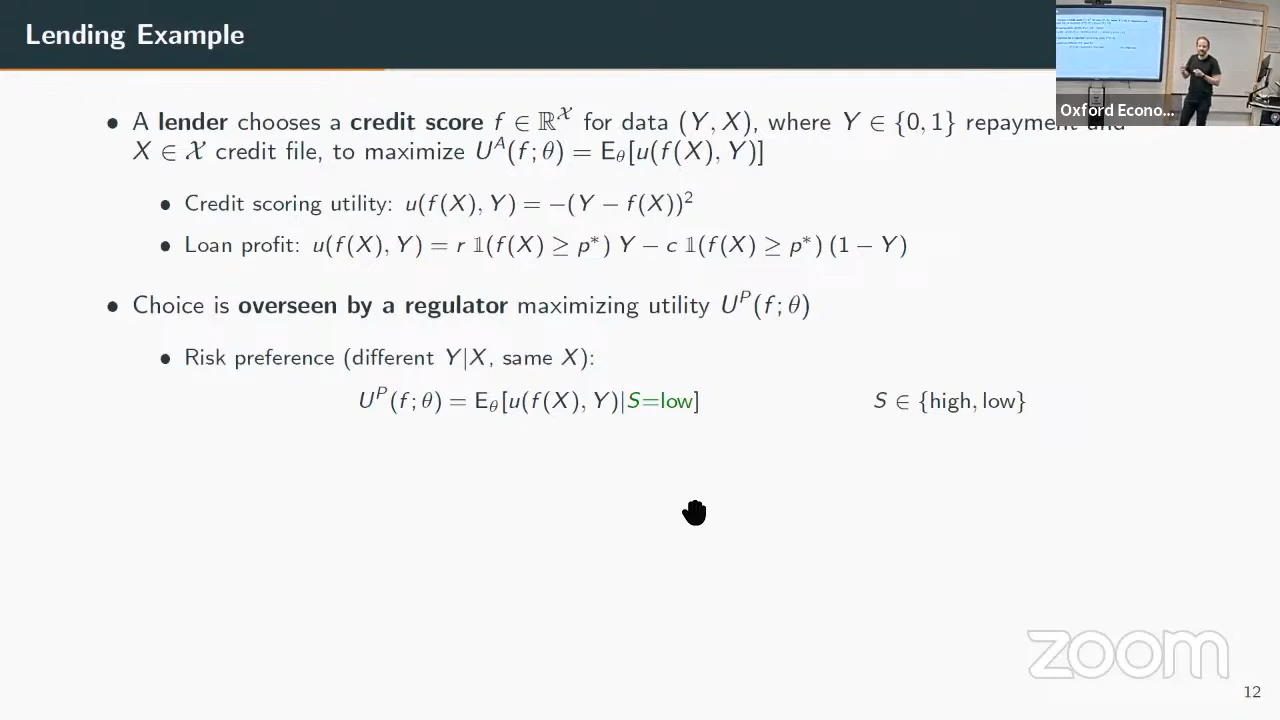 Lending Example
Oxford Econo...
• A lender chooses a credit score f ∈ ℝ^𝒳 for data (Y, X), where Y ∈ {0, 1} repayment and
X ∈ 𝒳 credit file, to maximize U^A(f; θ) = E_θ[u(f(X), Y)]
• Credit scoring utility: u(f(X), Y) = −(Y − f(X))²
• Loan profit: u(f(X), Y) = r 𝟙(f(X) ≥ p*) Y − c 𝟙(f(X) ≥ p*) (1 − Y)
• Choice is overseen by a regulator maximizing utility U^P(f; θ)
• Risk preference (different Y|X, same X):
U^P(f; θ) = E_θ[u(f(X), Y)|S=low] S ∈ {high, low}
zoom
12